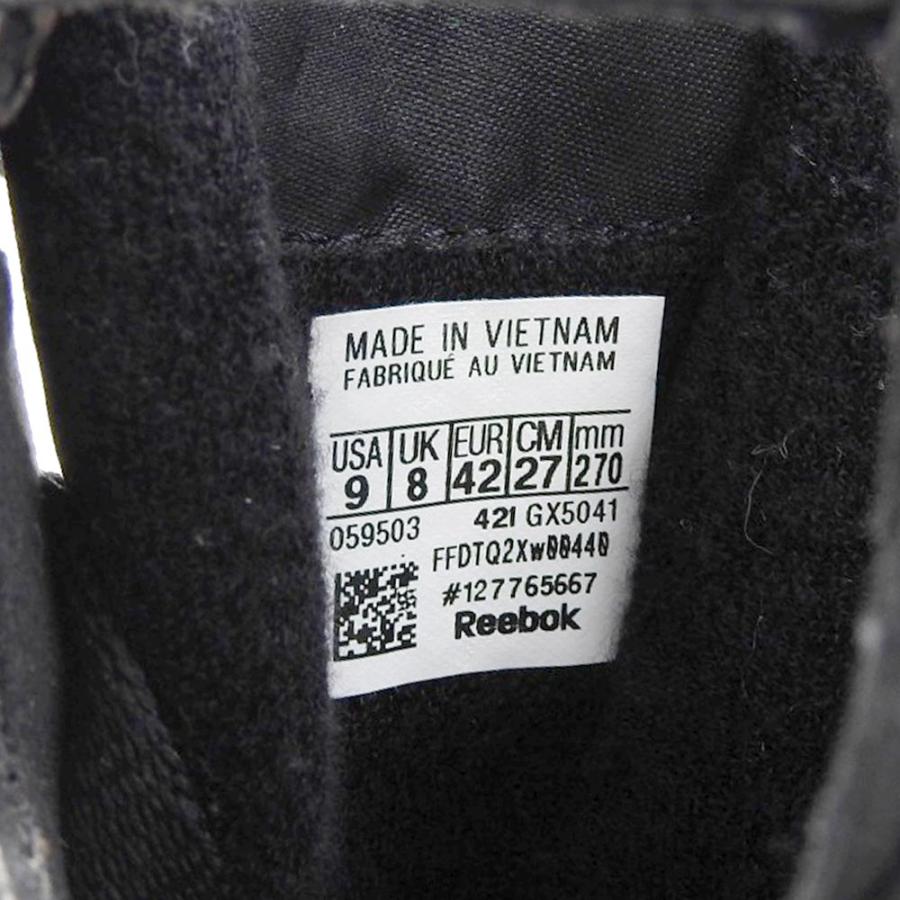 MADE IN VIETNAM
FABRIQUÉ AU VIETNAM
USA UK EUR CM mm
9 8 42 27 270
059503 421 GX5041
FFDTQ2Xw00440
#127765667
Reebok